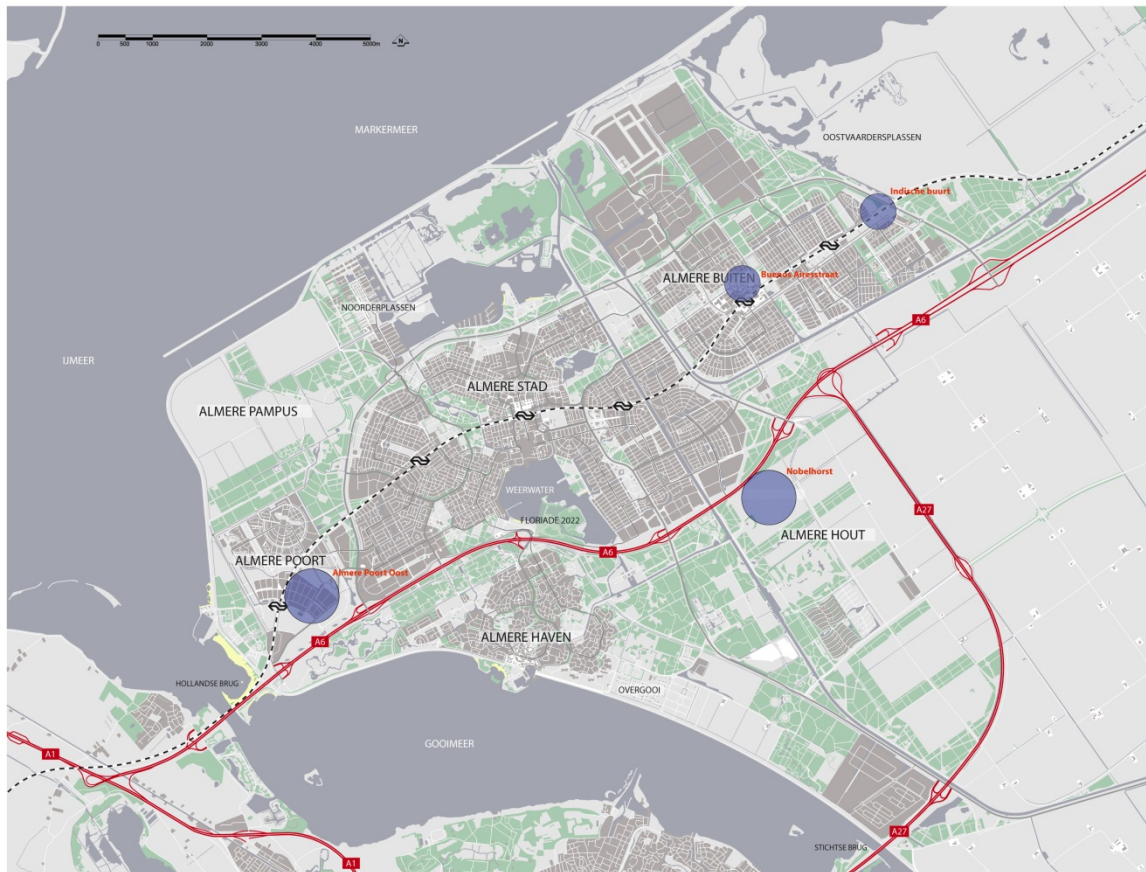 0 500 1000 2000 3000 4000 5000m
N
MARKERMEER
OOSTVAARDERSPLASSEN
Indische buurt
ALMERE BUITEN
Buenos Airesstraat
NOORDERPLASSEN
A6
IJMEER
ALMERE STAD
ALMERE PAMPUS
Nobelhorst
WEERWATER
A27
FLORIADE 2022
ALMERE HOUT
A6
ALMERE POORT
Almere Poort Oost
ALMERE HAVEN
A6
HOLLANDSE BRUG
OVERGOOI
GOOIMEER
A1
A27
STICHTSE BRUG
A1